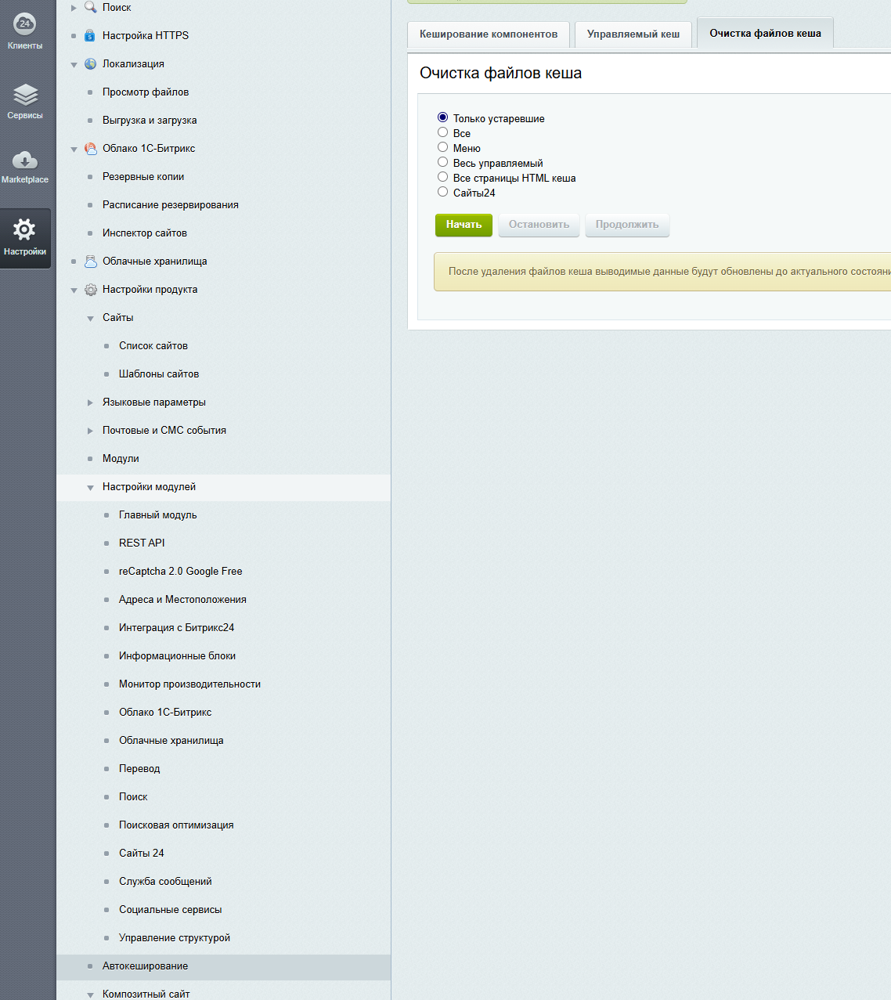 24
Клиенты
Сервисы
Marketplace
Настройки
Поиск
Настройка HTTPS
Локализация
Просмотр файлов
Выгрузка и загрузка
Облако 1С-Битрикс
Резервные копии
Расписание резервирования
Инспектор сайтов
Облачные хранилища
Настройки продукта
Сайты
Список сайтов
Шаблоны сайтов
Языковые параметры
Почтовые и СМС события
Модули
Настройки модулей
Главный модуль
REST API
reCaptcha 2.0 Google Free
Адреса и Местоположения
Интеграция с Битрикс24
Информационные блоки
Монитор производительности
Облако 1С-Битрикс
Облачные хранилища
Перевод
Поиск
Поисковая оптимизация
Сайты 24
Служба сообщений
Социальные сервисы
Управление структурой
Автокеширование
Композитный сайт
Кеширование компонентов
Управляемый кеш
Очистка файлов кеша
Очистка файлов кеша
Только устаревшие
Все
Меню
Весь управляемый
Все страницы HTML кеша
Сайты24
Начать
Остановить
Продолжить
После удаления файлов кеша выводимые данные будут обновлены до актуального состояни